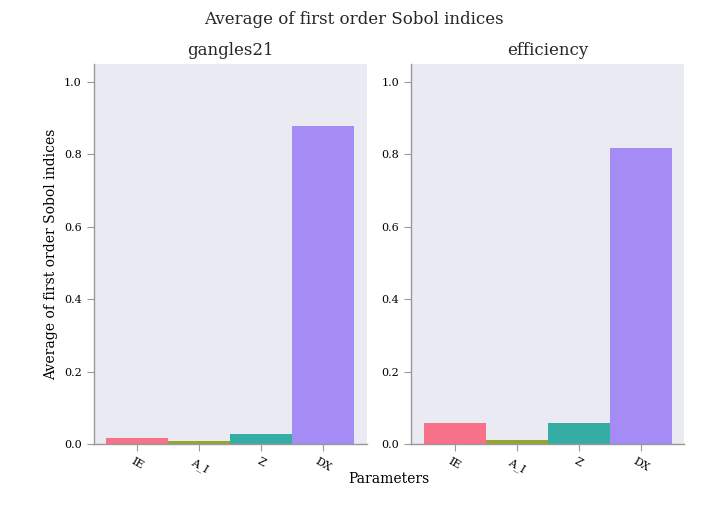 Average of first order Sobol indices
gangles21
efficiency
Average of first order Sobol indices
1.0
0.8
0.6
0.4
0.2
0.0
IE
A_I
Z
DX
1.0
0.8
0.6
0.4
0.2
0.0
IE
A_I
Z
DX
Parameters